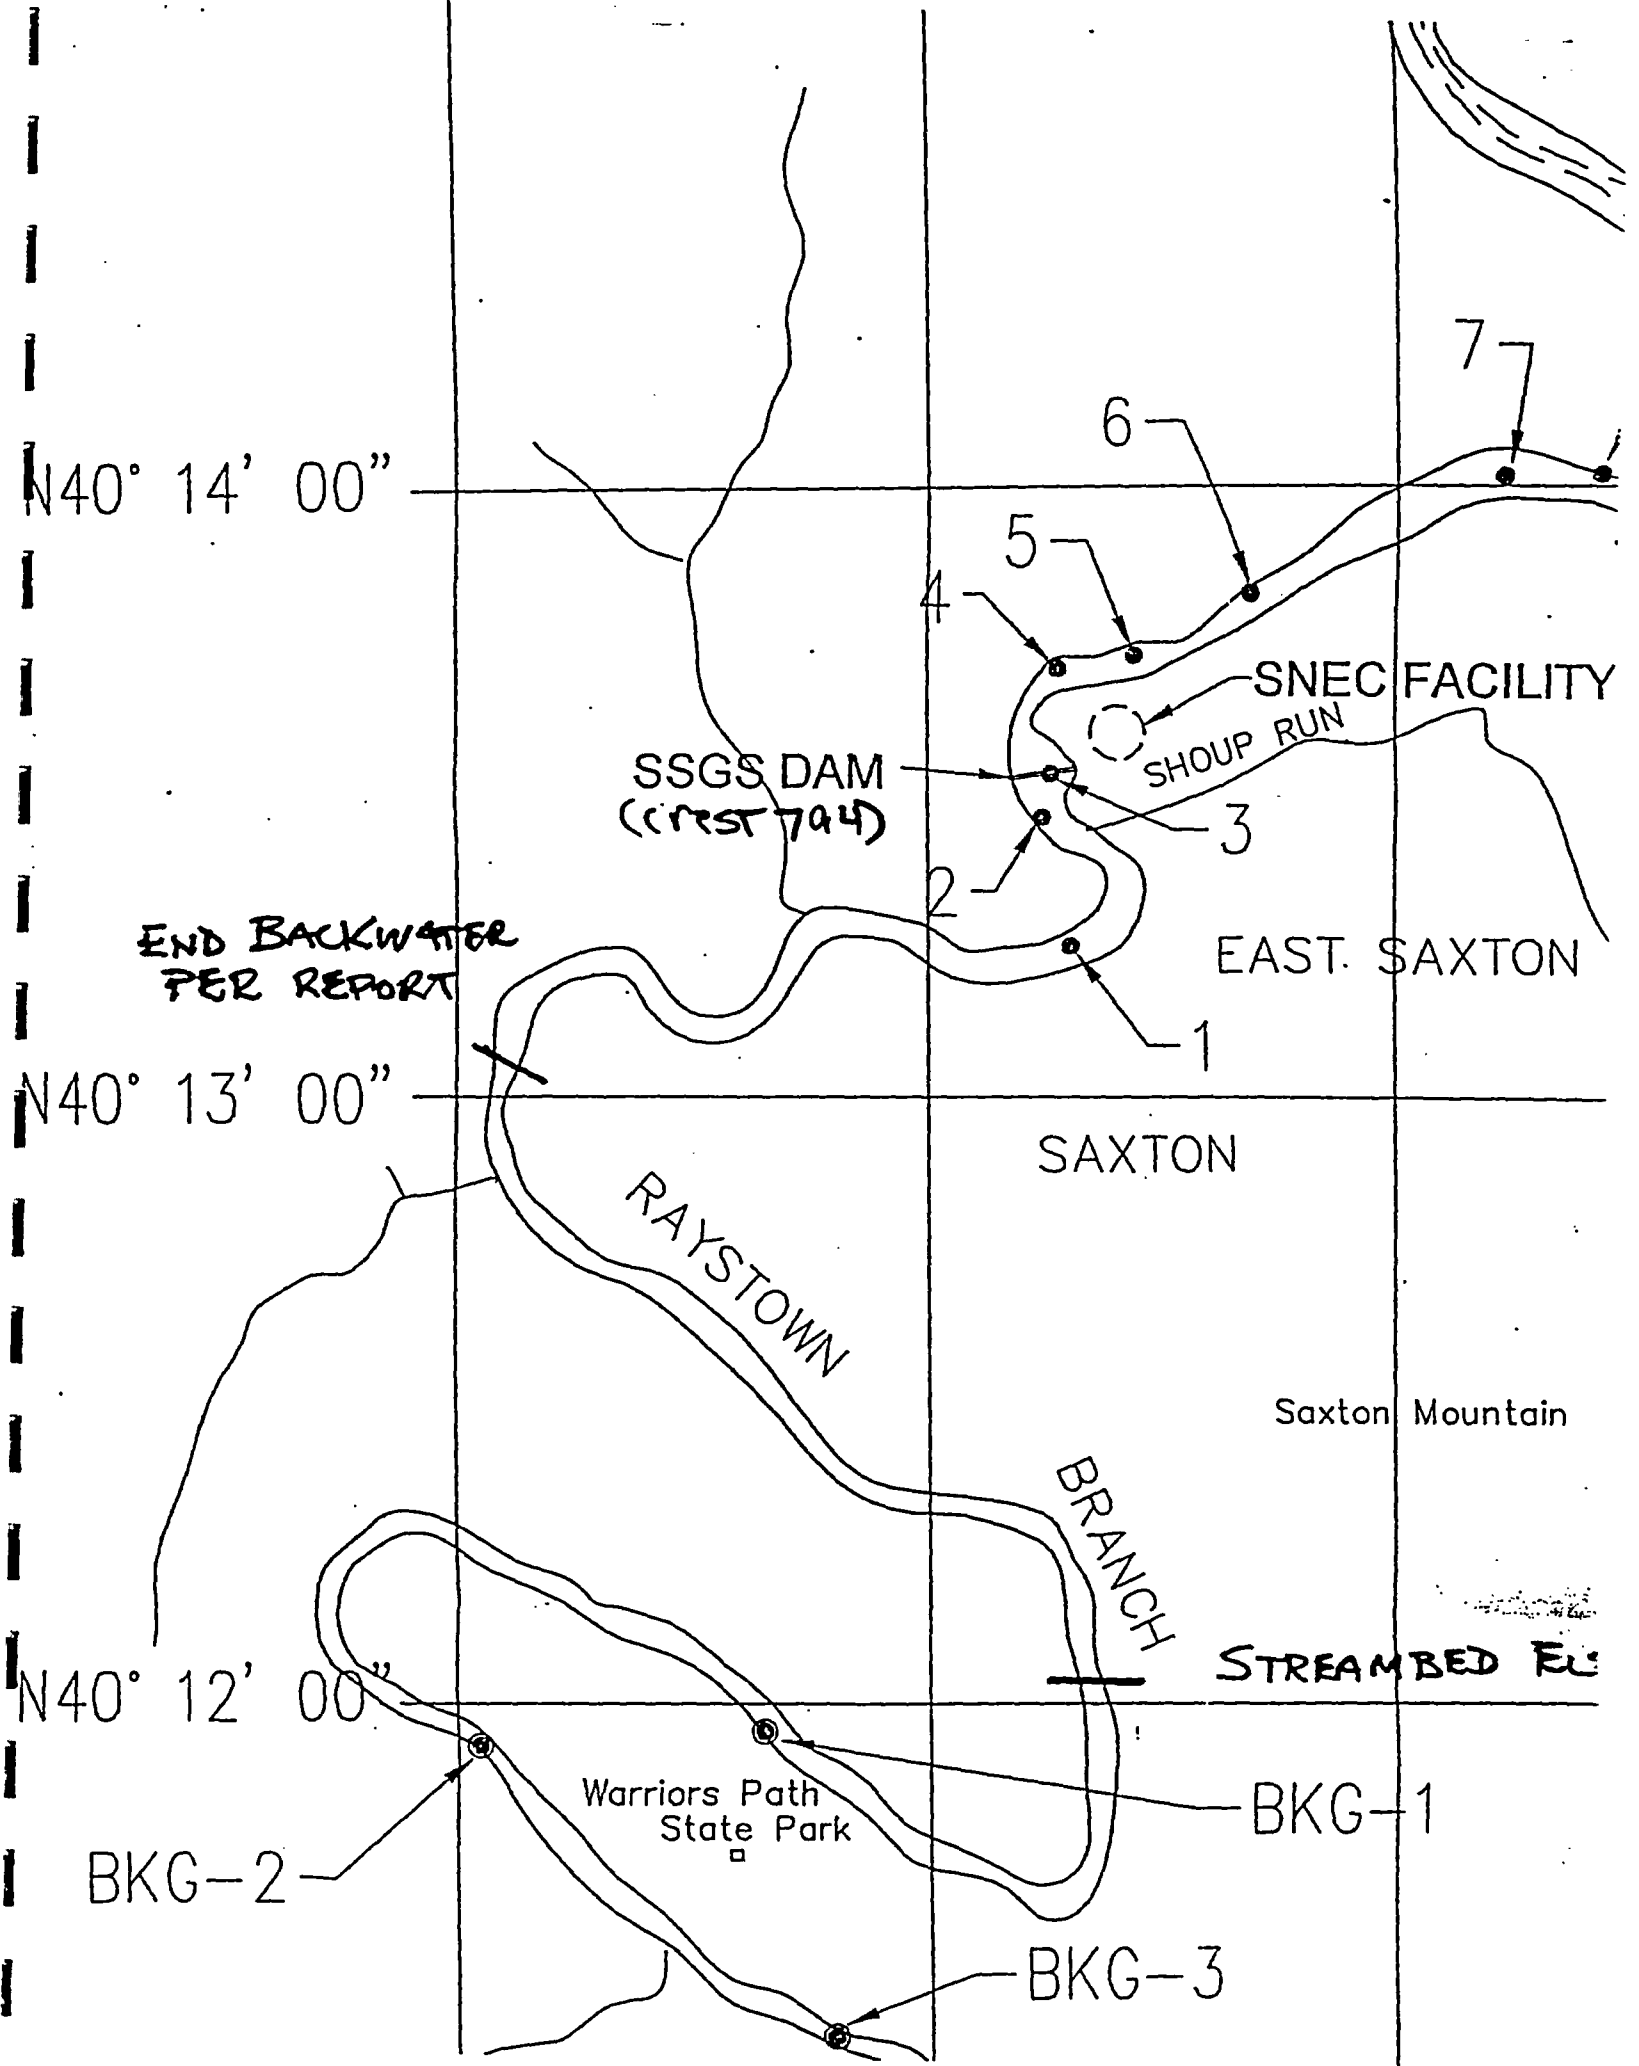 7
6
N40° 14' 00"
5
4
SNEC FACILITY
SHOUP RUN
SSGS DAM
(crest 794)
3
2
END BACKWATER
PER REPORT
EAST. SAXTON
1
N40° 13' 00"
SAXTON
RAYSTOWN
Saxton Mountain
BRANCH
STREAMBED EL:
N40° 12' 00"
Warriors Path
State Park
BKG-1
BKG-2
BKG-3